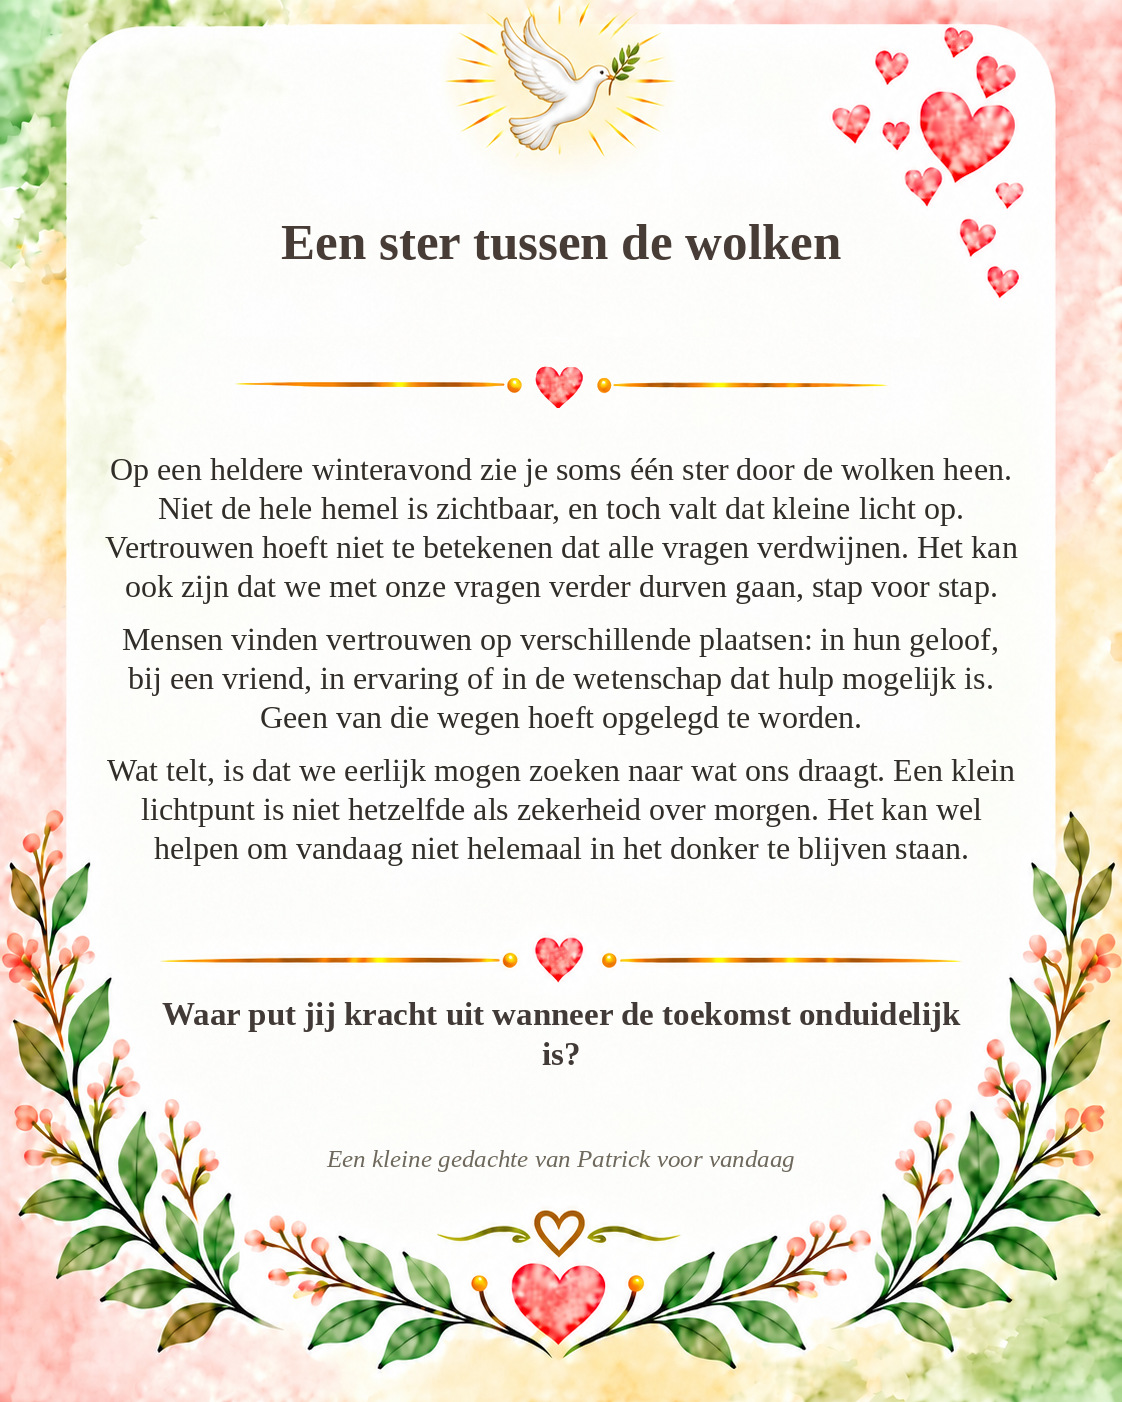 Een ster tussen de wolken
Op een heldere winteravond zie je soms één ster door de wolken heen.
Niet de hele hemel is zichtbaar, en toch valt dat kleine licht op.
Vertrouwen hoeft niet te betekenen dat alle vragen verdwijnen. Het kan
ook zijn dat we met onze vragen verder durven gaan, stap voor stap.
Mensen vinden vertrouwen op verschillende plaatsen: in hun geloof,
bij een vriend, in ervaring of in de wetenschap dat hulp mogelijk is.
Geen van die wegen hoeft opgelegd te worden.
Wat telt, is dat we eerlijk mogen zoeken naar wat ons draagt. Een klein
lichtpunt is niet hetzelfde als zekerheid over morgen. Het kan wel
helpen om vandaag niet helemaal in het donker te blijven staan.
Waar put jij kracht uit wanneer de toekomst onduidelijk
is?
Een kleine gedachte van Patrick voor vandaag